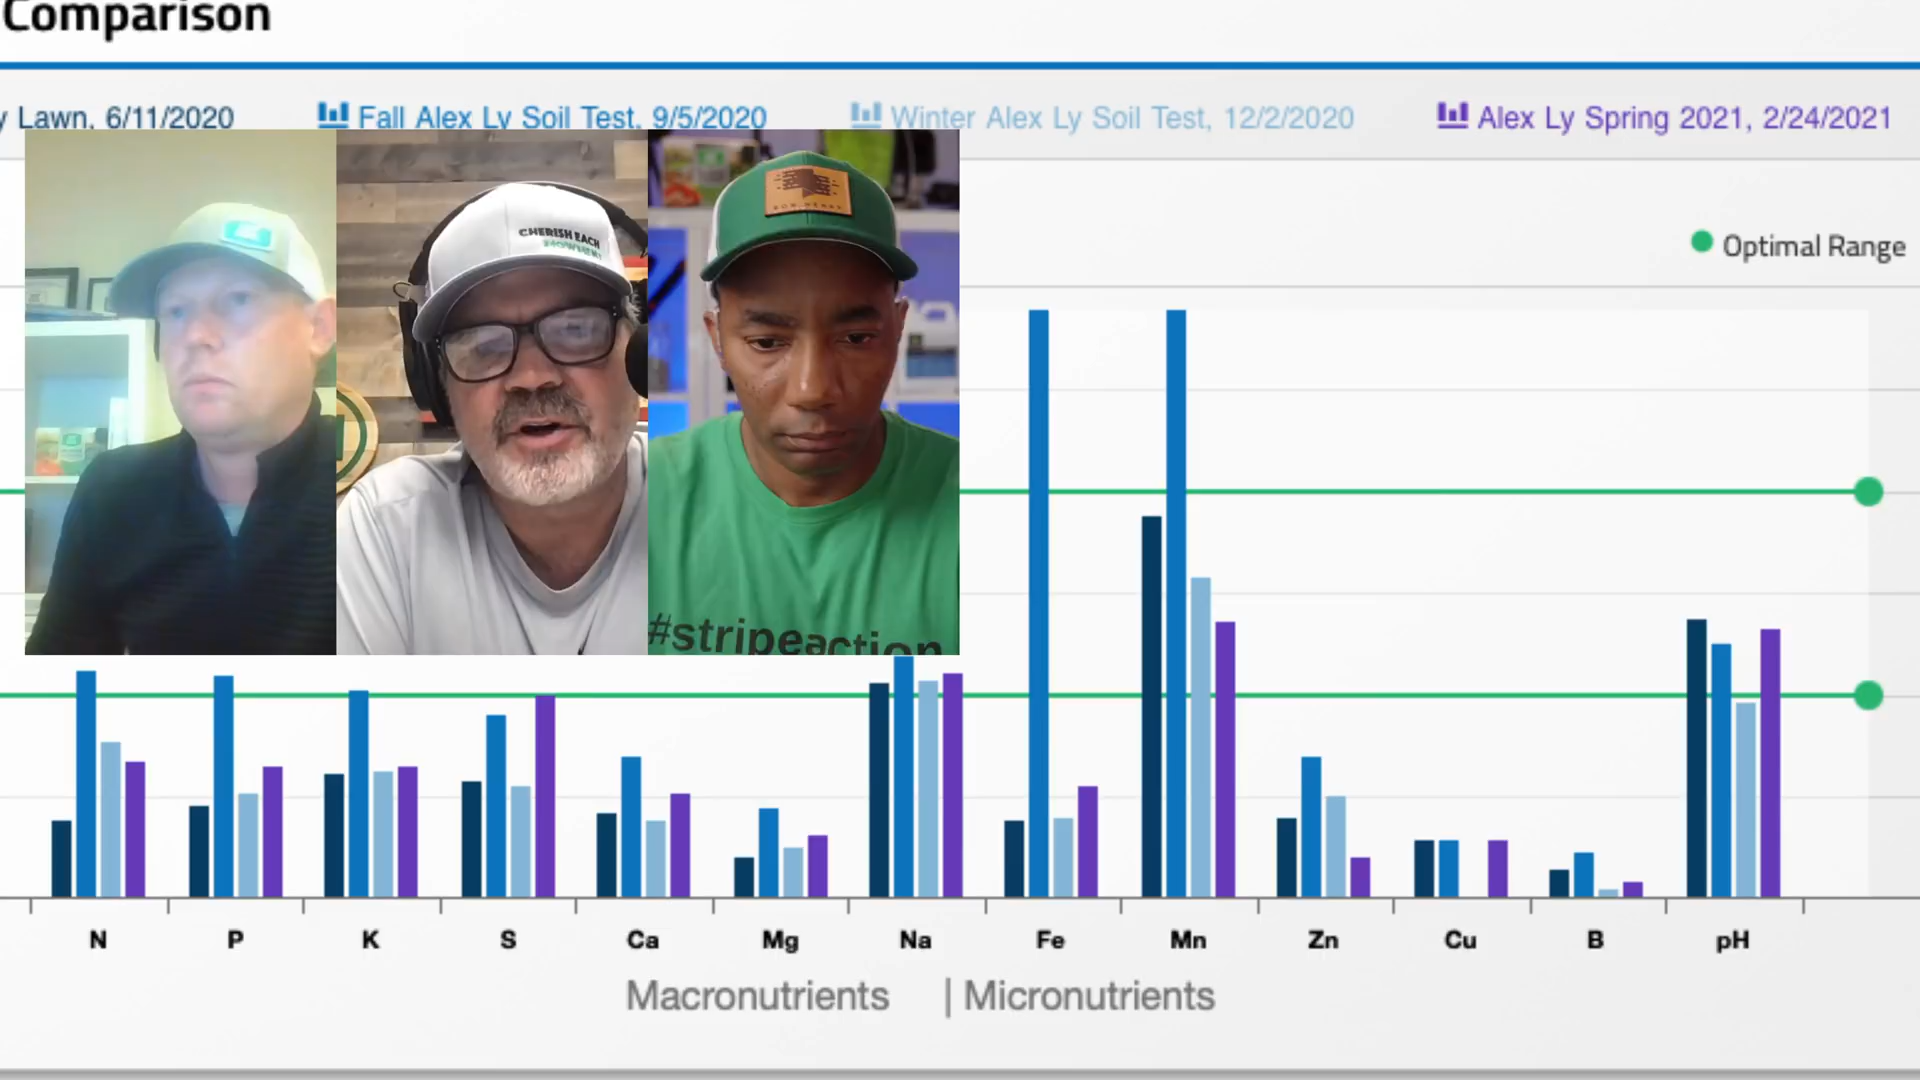 Comparison
y Lawn, 6/11/2020
Fall Alex Ly Soil Test, 9/5/2020
Winter Alex Ly Soil Test, 12/2/2020
Alex Ly Spring 2021, 2/24/2021
Optimal Range
CHERISH EACH
#stripeaction
N P K S Ca Mg Na Fe Mn Zn Cu B pH
Macronutrients | Micronutrients